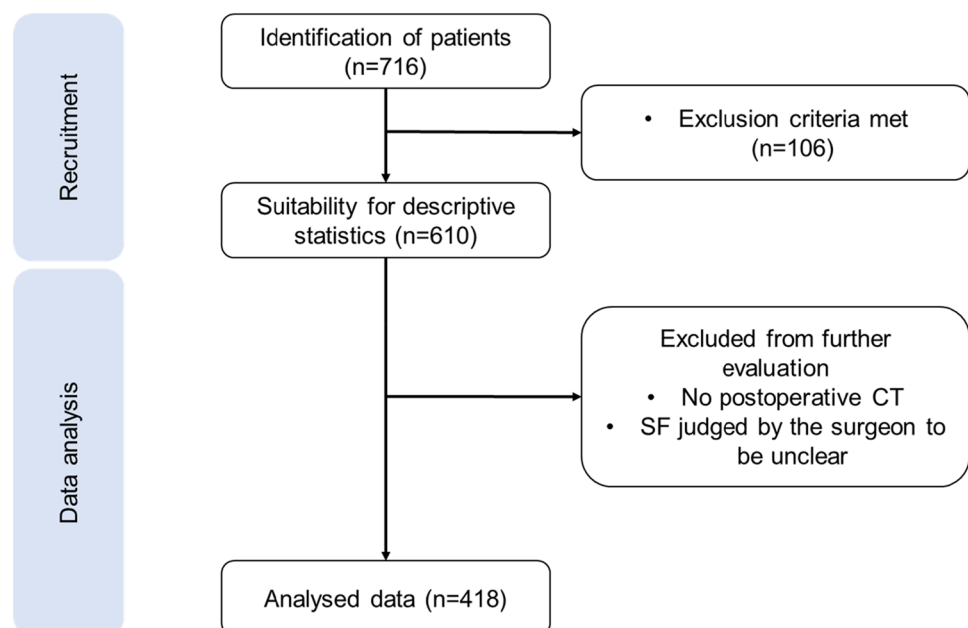 Recruitment
Identification of patients
(n=716)
• Exclusion criteria met
(n=106)
Suitability for descriptive
statistics (n=610)
Data analysis
Excluded from further
evaluation
• No postoperative CT
• SF judged by the surgeon to
be unclear
Analysed data (n=418)